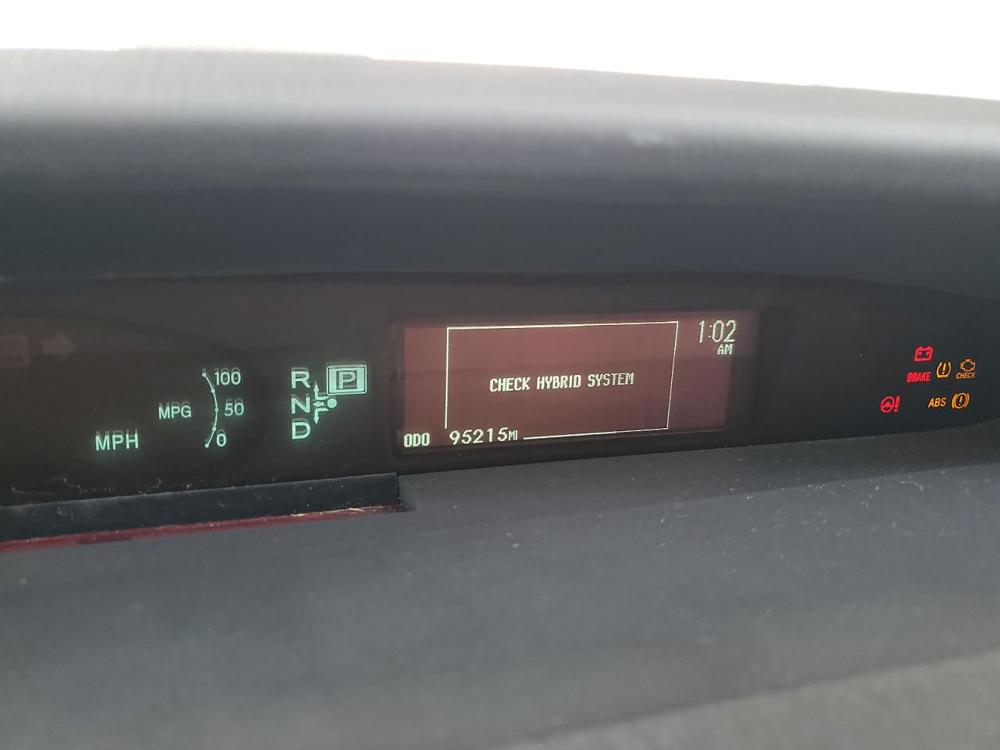 100
MPG 50
0
MPH
R P
N
D
CHECK HYBRID SYSTEM
1:02
AM
ODO 95215MI
BRAKE
CHECK
ABS